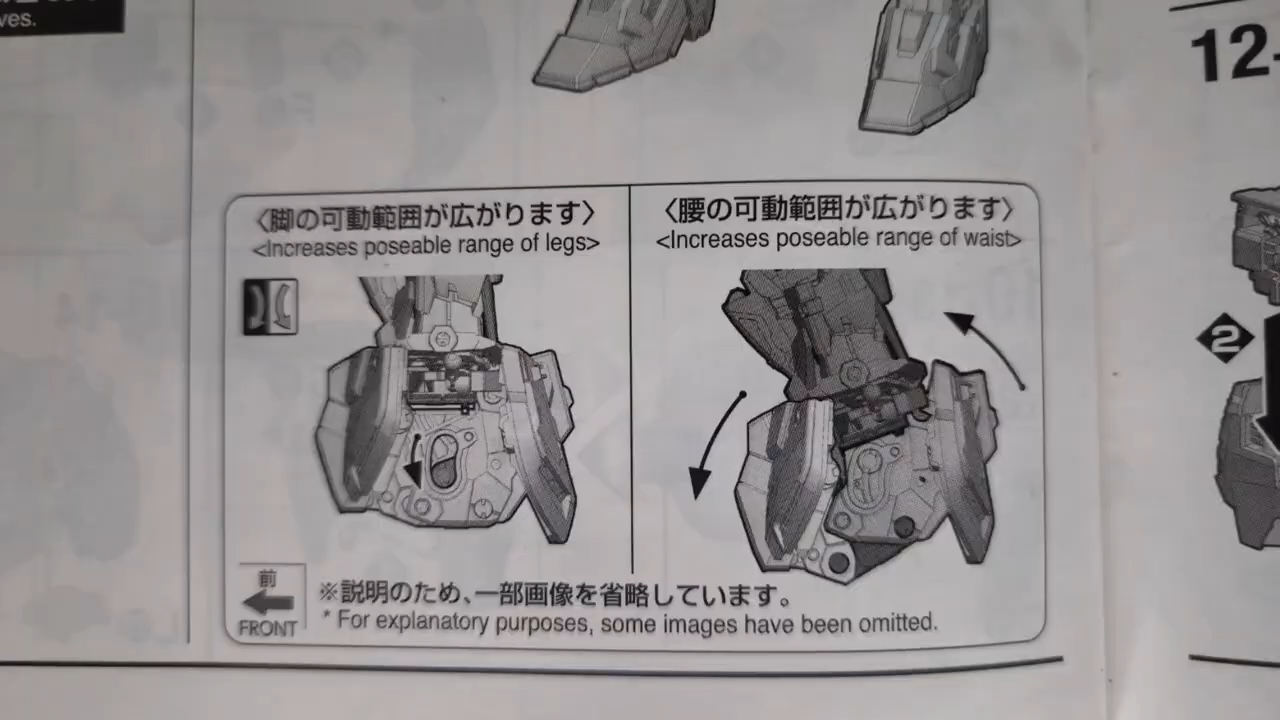 ves.
12-
〈脚の可動範囲が広がります〉
<Increases poseable range of legs>
〈腰の可動範囲が広がります〉
<Increases poseable range of waist>
2
前
FRONT
※説明のため、一部画像を省略しています。
* For explanatory purposes, some images have been omitted.